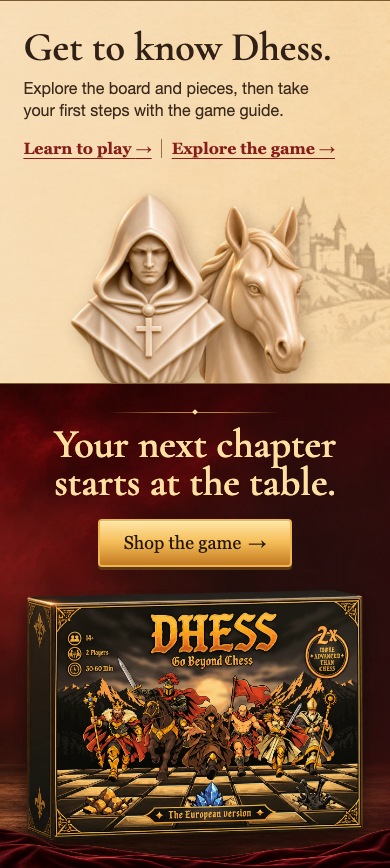 Get to know Dhess.
Explore the board and pieces, then take
your first steps with the game guide.
Learn to play → | Explore the game →
Your next chapter
starts at the table.
Shop the game →
DHESS
Go Beyond Chess
14+
2 Players
30-60 Min
2x
MORE
ADVANCED
THAN
CHESS
The European version